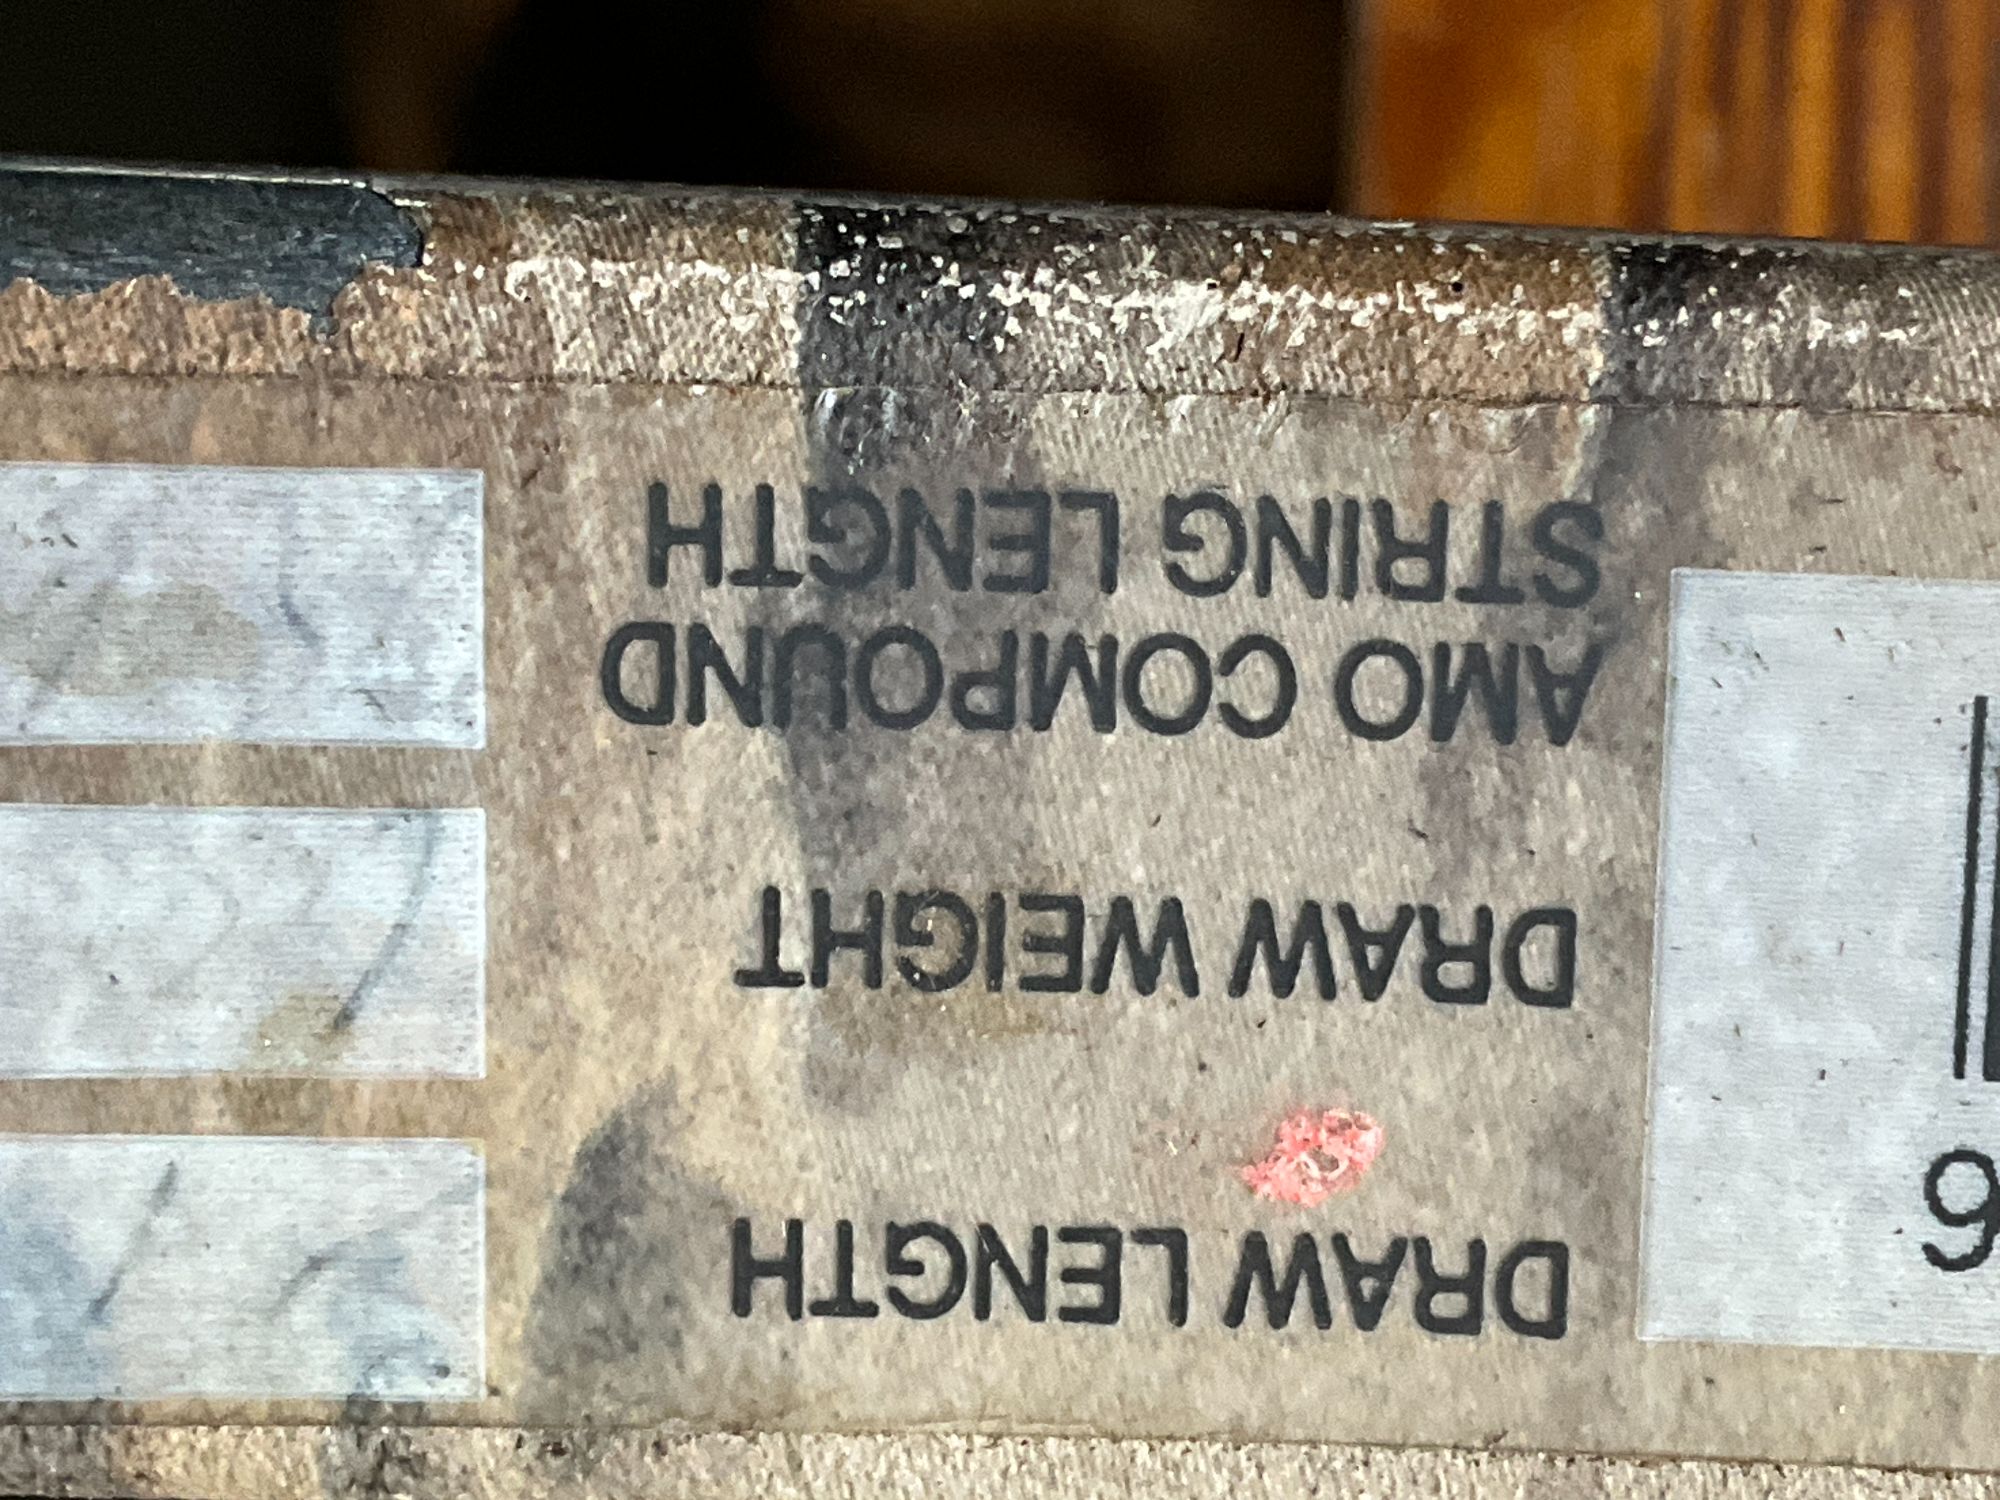 DRAW LENGTH
DRAW WEIGHT
AMO COMPOUND
STRING LENGTH